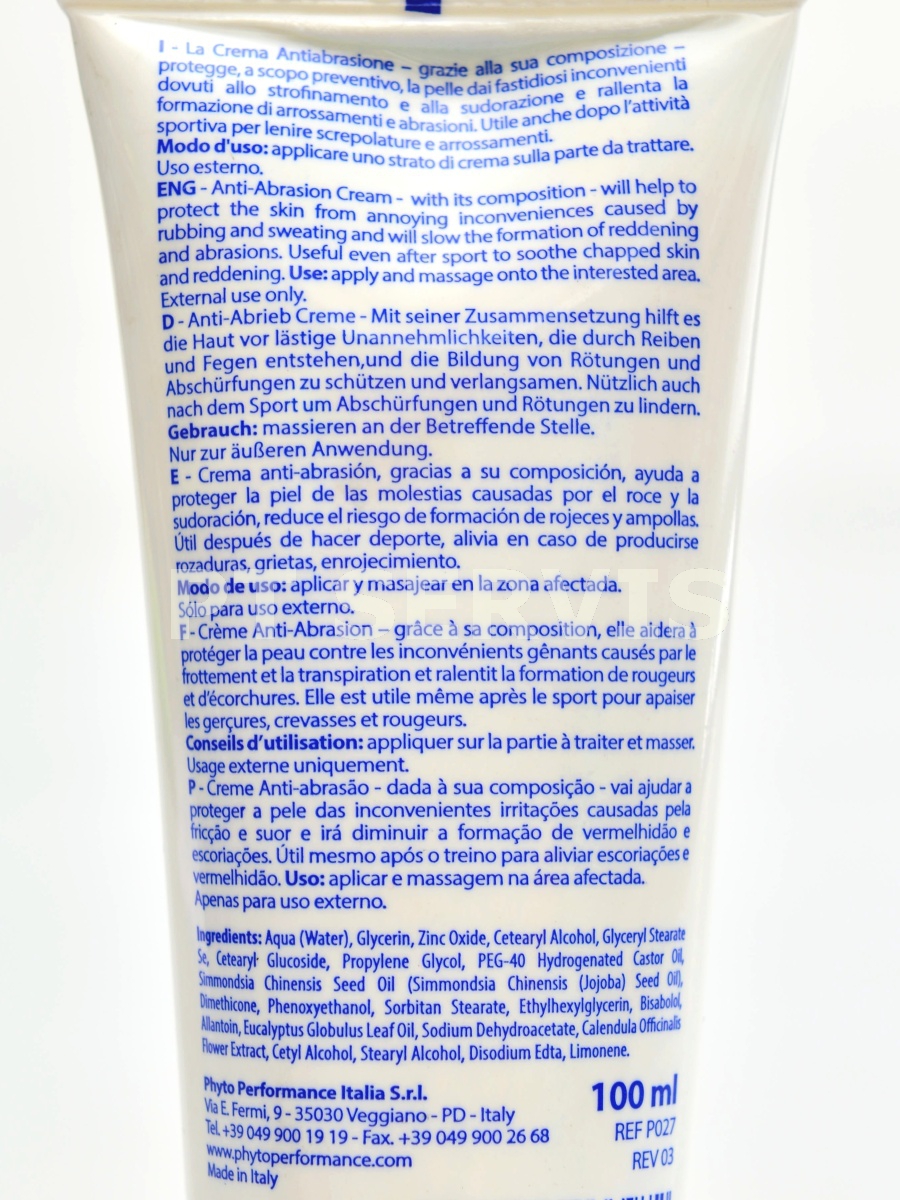 I - La Crema Antiabrasione – grazie alla sua composizione –
protegge, a scopo preventivo, la pelle dai fastidiosi inconvenienti
dovuti allo strofinamento e alla sudorazione e rallenta la
formazione di arrossamenti e abrasioni. Utile anche dopo l'attività
sportiva per lenire screpolature e arrossamenti.
Modo d'uso: applicare uno strato di crema sulla parte da trattare.
Uso esterno.
ENG - Anti-Abrasion Cream - with its composition - will help to
protect the skin from annoying inconveniences caused by
rubbing and sweating and will slow the formation of reddening
and abrasions. Useful even after sport to soothe chapped skin
and reddening. Use: apply and massage onto the interested area.
External use only.
D - Anti-Abrieb Creme - Mit seiner Zusammensetzung hilft es
die Haut vor lästige Unannehmlichkeiten, die durch Reiben
und Fegen entstehen,und die Bildung von Rötungen und
Abschürfungen zu schützen und verlangsamen. Nützlich auch
nach dem Sport um Abschürfungen und Rötungen zu lindern.
Gebrauch: massieren an der Betreffende Stelle.
Nur zur äußeren Anwendung.
E - Crema anti-abrasión, gracias a su composición, ayuda a
proteger la piel de las molestias causadas por el roce y la
sudoración, reduce el riesgo de formación de rojeces y ampollas.
Útil después de hacer deporte, alivia en caso de producirse
rozaduras, grietas, enrojecimiento.
Modo de uso: aplicar y masajear en la zona afectada.
Sólo para uso externo.
F - Crème Anti-Abrasion – grâce à sa composition, elle aidera à
protéger la peau contre les inconvénients gênants causés par le
frottement et la transpiration et ralentit la formation de rougeurs
et d'écorchures. Elle est utile même après le sport pour apaiser
les gerçures, crevasses et rougeurs.
Conseils d'utilisation: appliquer sur la partie à traiter et masser.
Usage externe uniquement.
P - Creme Anti-abrasão - dada à sua composição - vai ajudar a
proteger a pele das inconvenientes irritações causadas pela
fricção e suor e irá diminuir a formação de vermelhidão e
escoriações. Útil mesmo após o treino para aliviar escoriações e
vermelhidão. Uso: aplicar e massagem na área afectada.
Apenas para uso externo.
Ingredients: Aqua (Water), Glycerin, Zinc Oxide, Cetearyl Alcohol, Glyceryl Stearate
Se, Cetearyl Glucoside, Propylene Glycol, PEG-40 Hydrogenated Castor Oil,
Simmondsia Chinensis Seed Oil (Simmondsia Chinensis (Jojoba) Seed Oil),
Dimethicone, Phenoxyethanol, Sorbitan Stearate, Ethylhexylglycerin, Bisabolol,
Allantoin, Eucalyptus Globulus Leaf Oil, Sodium Dehydroacetate, Calendula Officinalis
Flower Extract, Cetyl Alcohol, Stearyl Alcohol, Disodium Edta, Limonene.
Phyto Performance Italia S.r.l.
Via E. Fermi, 9 - 35030 Veggiano - PD - Italy
Tel. +39 049 900 19 19 - Fax. +39 049 900 26 68
www.phytoperformance.com
Made in Italy
100 ml
REF P027
REV 03